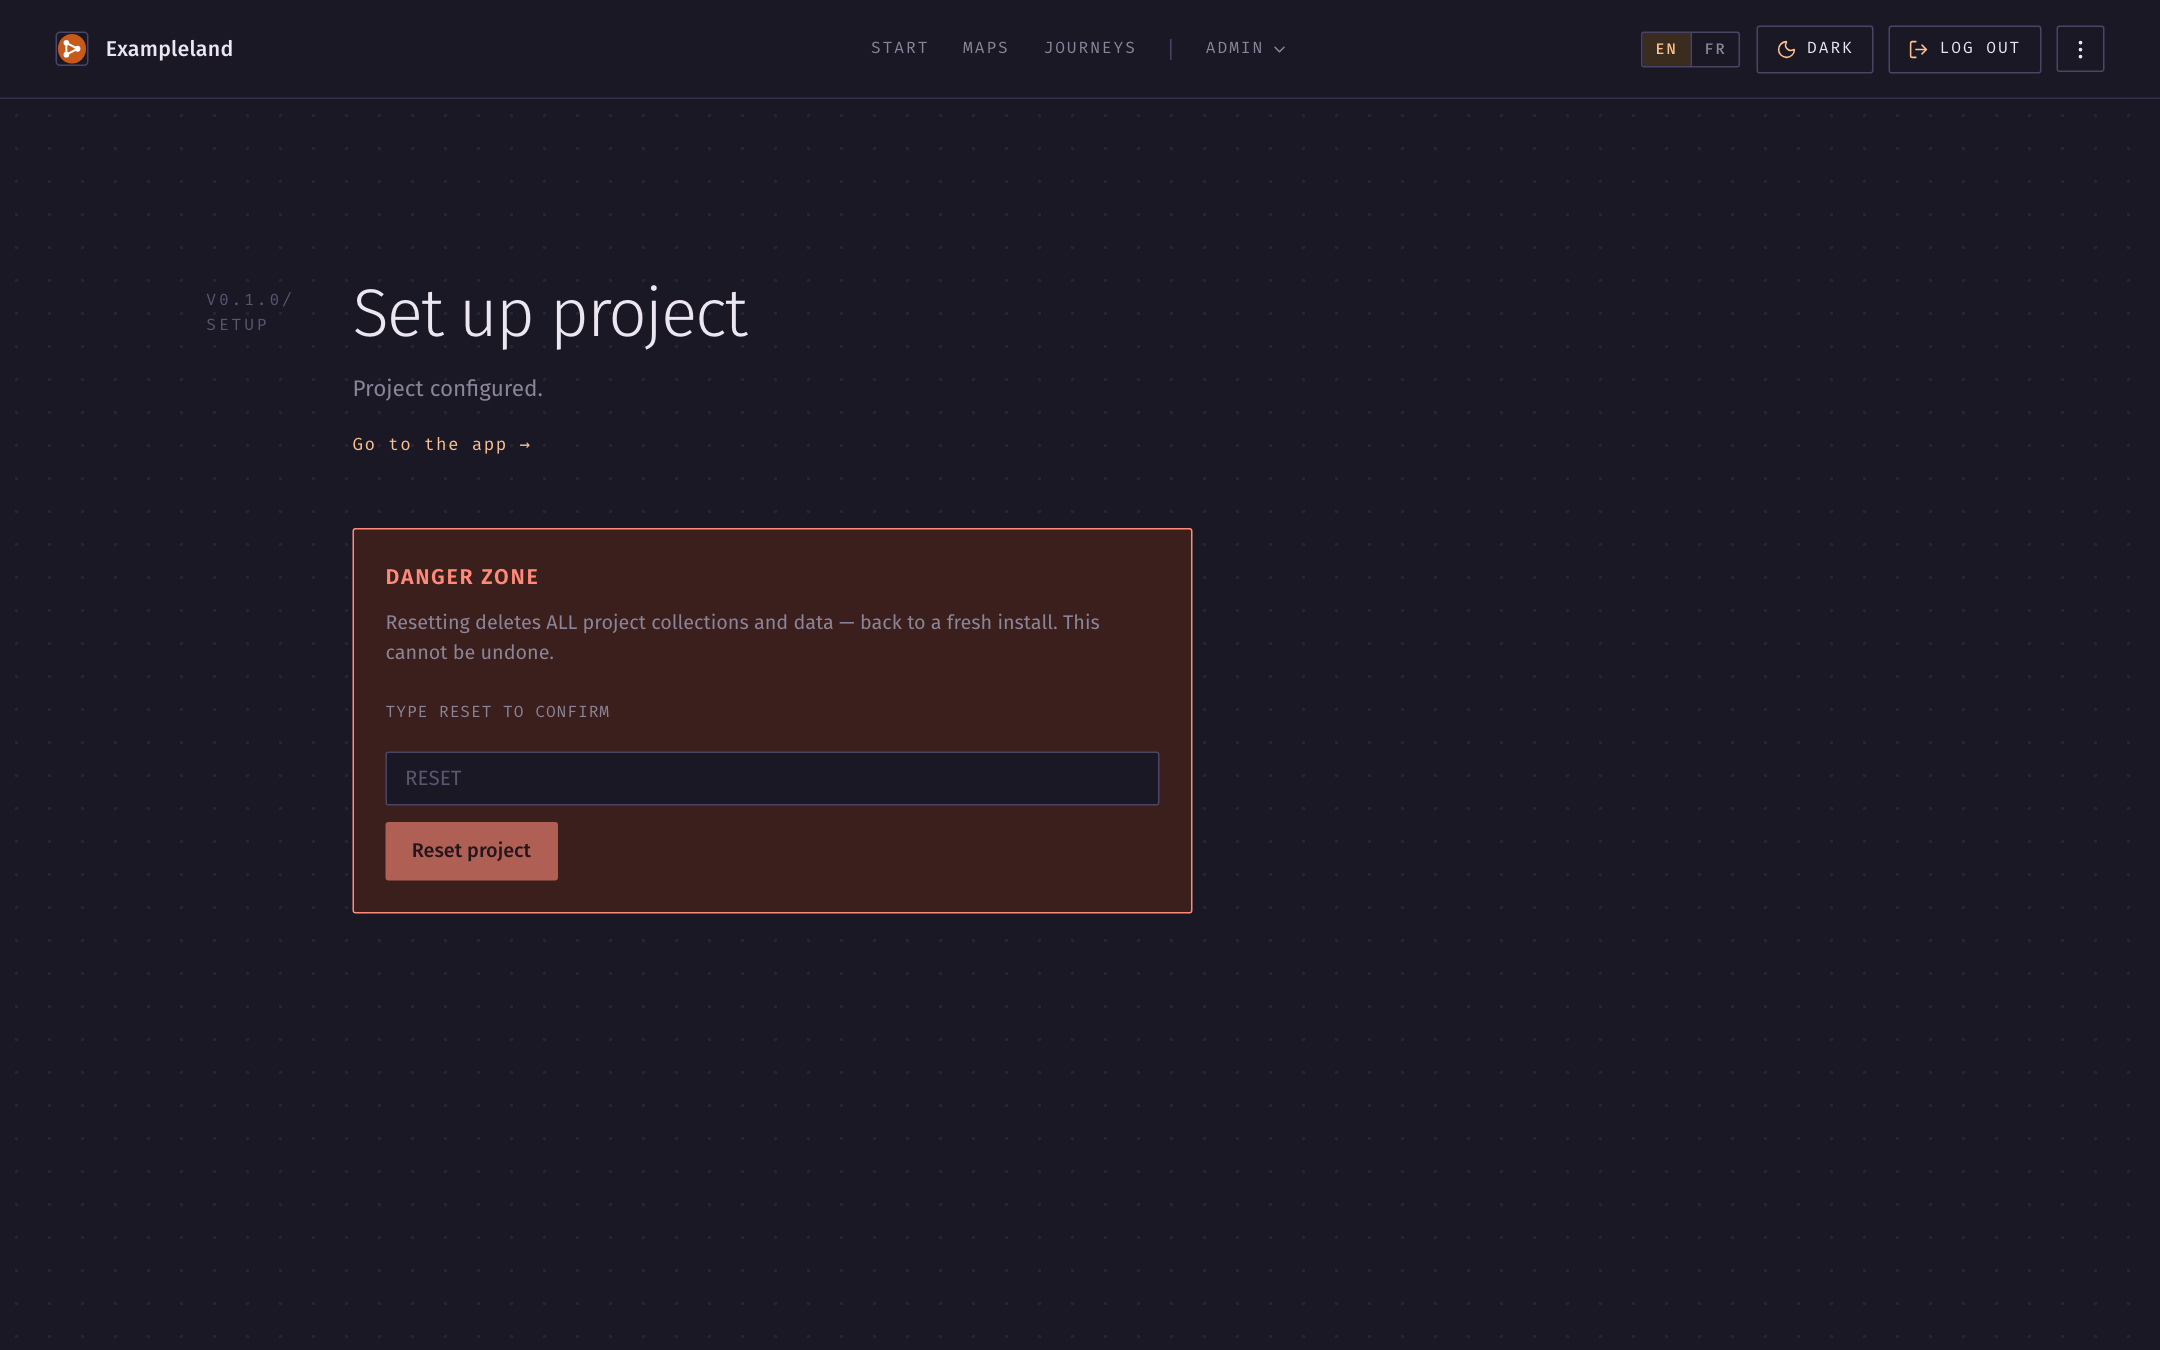 Exampleland
START
MAPS
JOURNEYS
ADMIN
EN
FR
DARK
LOG OUT
V0.1.0/
SETUP
Set up project
Project configured.
Go to the app →
DANGER ZONE
Resetting deletes ALL project collections and data — back to a fresh install. This
cannot be undone.
TYPE RESET TO CONFIRM
RESET
Reset project